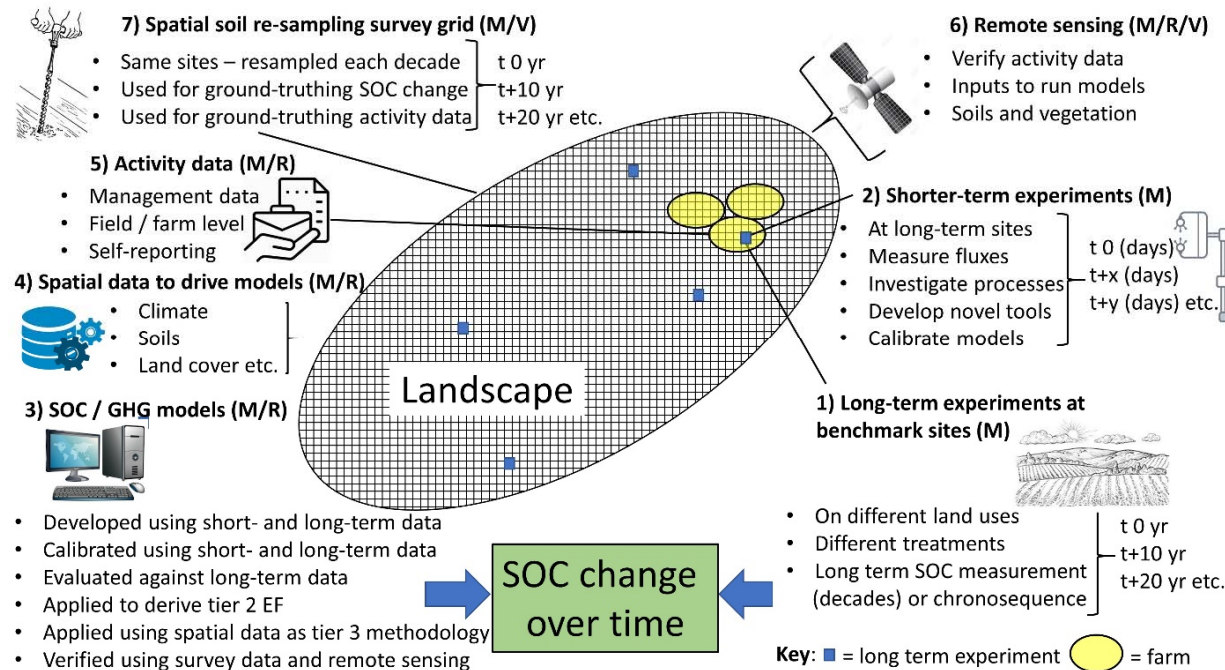 7) Spatial soil re-sampling survey grid (M/V)
• Same sites – resampled each decade
• Used for ground-truthing SOC change
• Used for ground-truthing activity data
t 0 yr
t+10 yr
t+20 yr etc.
6) Remote sensing (M/R/V)
• Verify activity data
• Inputs to run models
• Soils and vegetation
5) Activity data (M/R)
• Management data
• Field / farm level
• Self-reporting
2) Shorter-term experiments (M)
• At long-term sites
• Measure fluxes
• Investigate processes
• Develop novel tools
• Calibrate models
t 0 (days)
t+x (days)
t+y (days) etc.
4) Spatial data to drive models (M/R)
• Climate
• Soils
• Land cover etc.
Landscape
3) SOC / GHG models (M/R)
• Developed using short- and long-term data
• Calibrated using short- and long-term data
• Evaluated against long-term data
• Applied to derive tier 2 EF
• Applied using spatial data as tier 3 methodology
• Verified using survey data and remote sensing
1) Long-term experiments at
benchmark sites (M)
• On different land uses
• Different treatments
• Long term SOC measurement
(decades) or chronosequence
t 0 yr
t+10 yr
t+20 yr etc.
SOC change
over time
Key: = long term experiment = farm